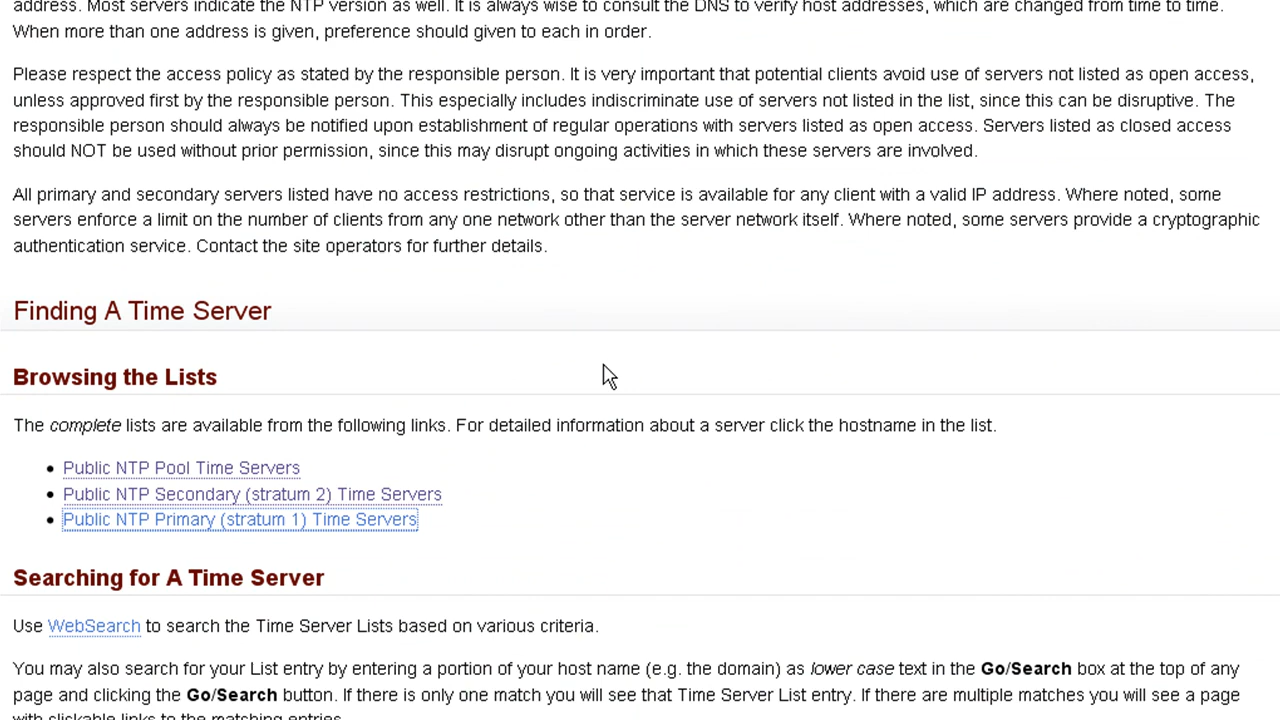 address. Most servers indicate the NTP version as well. It is always wise to consult the DNS to verify host addresses, which are changed from time to time.
When more than one address is given, preference should given to each in order.
Please respect the access policy as stated by the responsible person. It is very important that potential clients avoid use of servers not listed as open access,
unless approved first by the responsible person. This especially includes indiscriminate use of servers not listed in the list, since this can be disruptive. The
responsible person should always be notified upon establishment of regular operations with servers listed as open access. Servers listed as closed access
should NOT be used without prior permission, since this may disrupt ongoing activities in which these servers are involved.
All primary and secondary servers listed have no access restrictions, so that service is available for any client with a valid IP address. Where noted, some
servers enforce a limit on the number of clients from any one network other than the server network itself. Where noted, some servers provide a cryptographic
authentication service. Contact the site operators for further details.
Finding A Time Server
Browsing the Lists
The complete lists are available from the following links. For detailed information about a server click the hostname in the list.
• Public NTP Pool Time Servers
• Public NTP Secondary (stratum 2) Time Servers
• Public NTP Primary (stratum 1) Time Servers
Searching for A Time Server
Use WebSearch to search the Time Server Lists based on various criteria.
You may also search for your List entry by entering a portion of your host name (e.g. the domain) as lower case text in the Go/Search box at the top of any
page and clicking the Go/Search button. If there is only one match you will see that Time Server List entry. If there are multiple matches you will see a page
with clickable links to the matching entries.